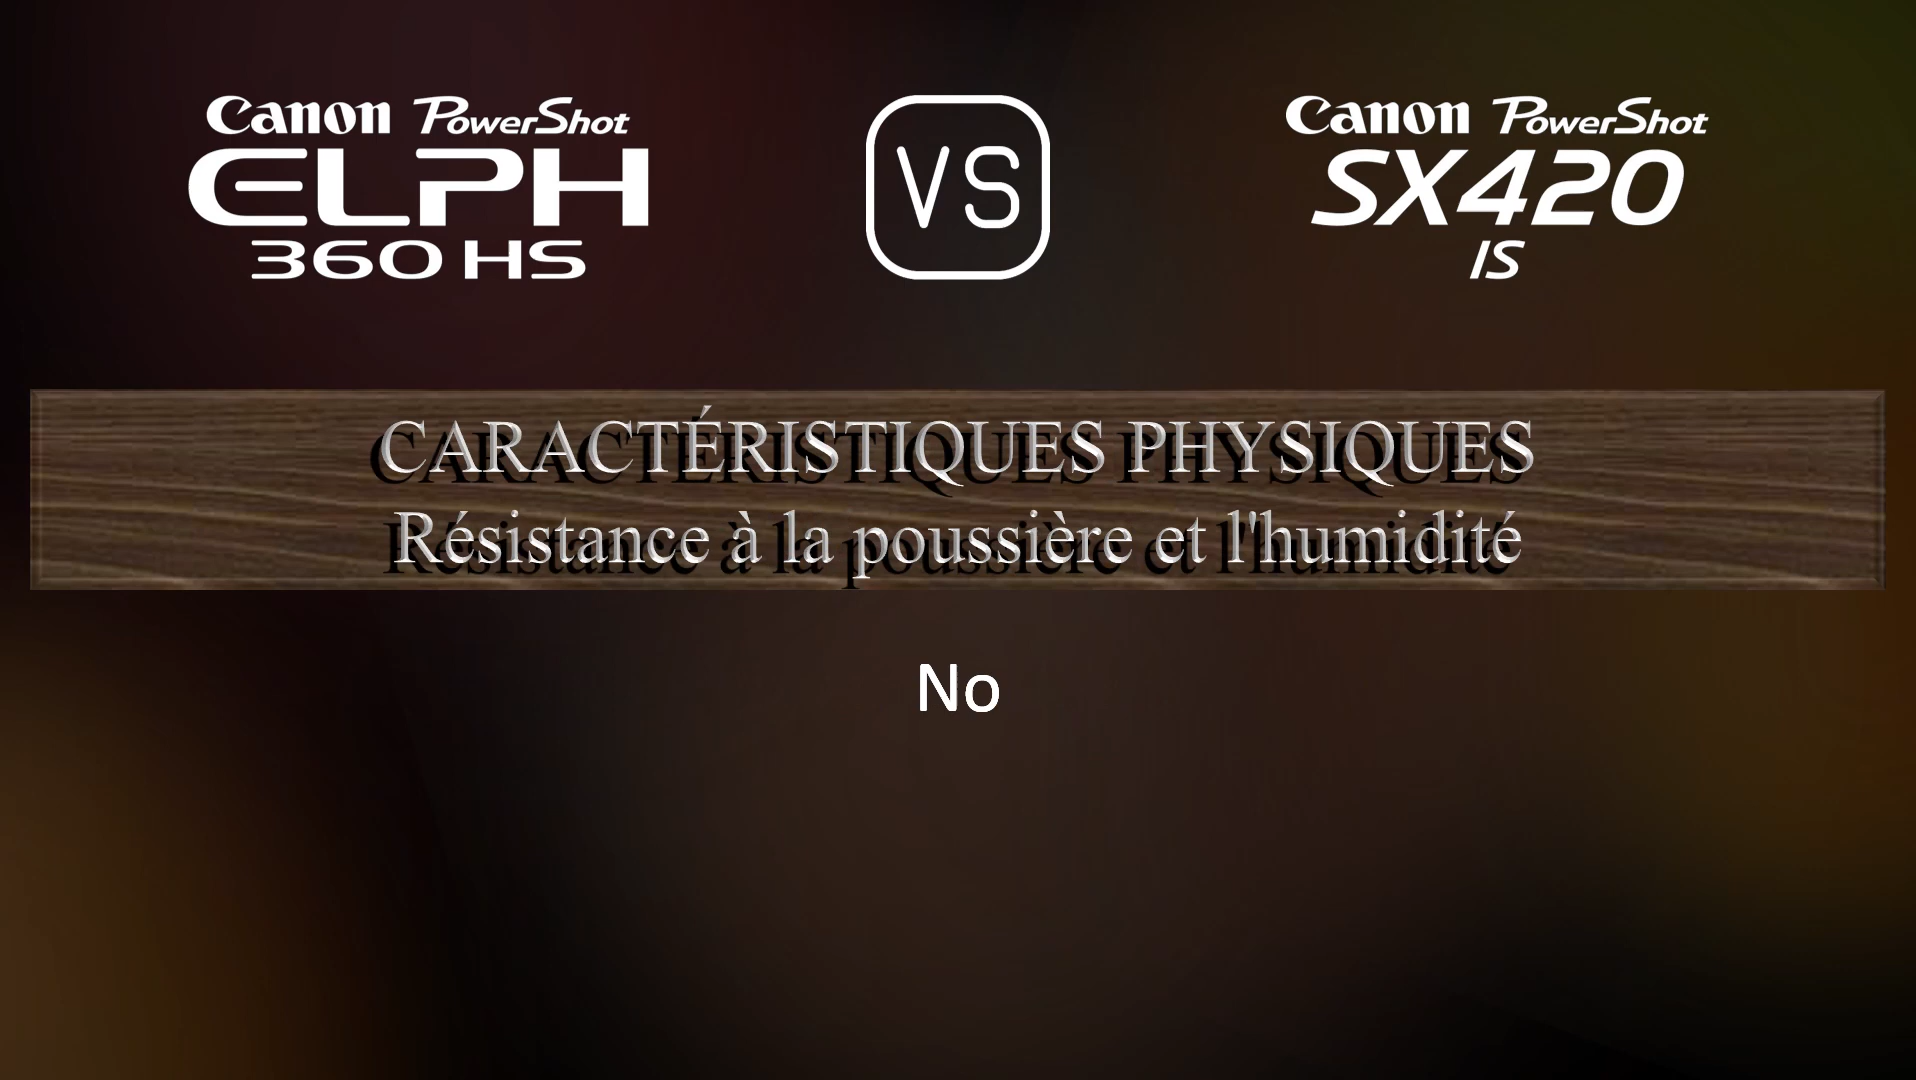 Canon PowerShot
ELPH
360 HS
VS
Canon PowerShot
SX420
IS
CARACTÉRISTIQUES PHYSIQUES
Résistance à la poussière et l'humidité
No